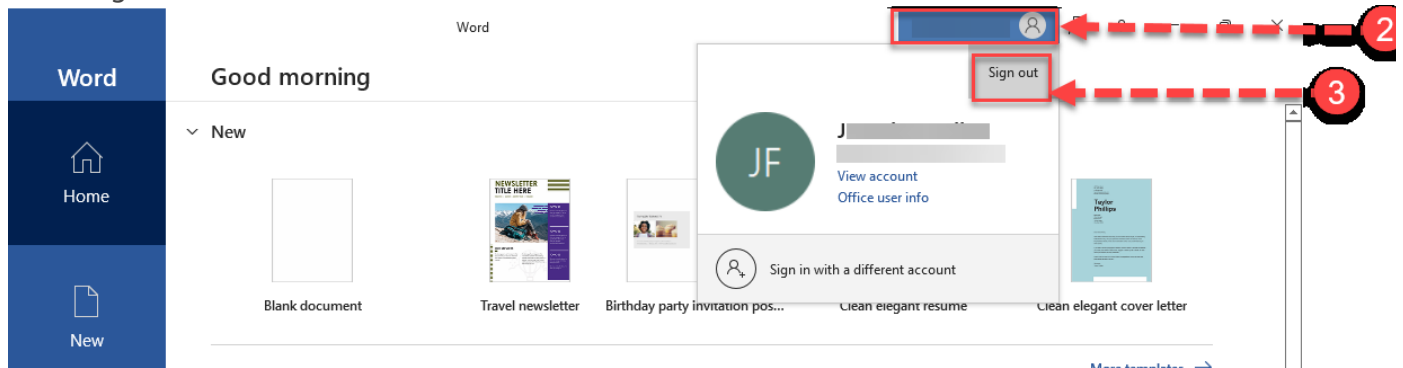 Word
2
Word
Good morning
Sign out
3
New
JF
J
View account
Office user info
Home
NEWSLETTER
TITLE HERE
Taylor
Phillips
Sign in with a different account
Blank document
Travel newsletter
Birthday party invitation pos...
Clean elegant resume
Clean elegant cover letter
New
More templates